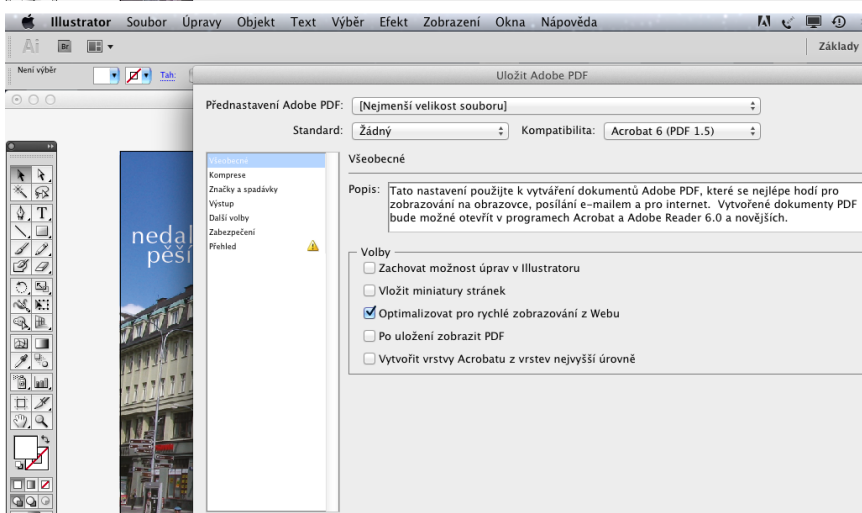 Illustrator Soubor Úpravy Objekt Text Výběr Efekt Zobrazení Okna Nápověda
Ai Br Základy
Není výběr Tah:
Uložit Adobe PDF
Přednastavení Adobe PDF: [Nejmenší velikost souboru]
Standard: Žádný Kompatibilita: Acrobat 6 (PDF 1.5)
Všeobecné
Komprese
Značky a spadávky
Výstup
Další volby
Zabezpečení
Přehled
Všeobecné
Popis: Tato nastavení použijte k vytváření dokumentů Adobe PDF, které se nejlépe hodí pro
zobrazování na obrazovce, posílání e-mailem a pro internet. Vytvořené dokumenty PDF
bude možné otevřít v programech Acrobat a Adobe Reader 6.0 a novějších.
Volby
Zachovat možnost úprav v Illustratoru
Vložit miniatury stránek
Optimalizovat pro rychlé zobrazování z Webu
Po uložení zobrazit PDF
Vytvořit vrstvy Acrobatu z vrstev nejvyšší úrovně
nedal
pěší